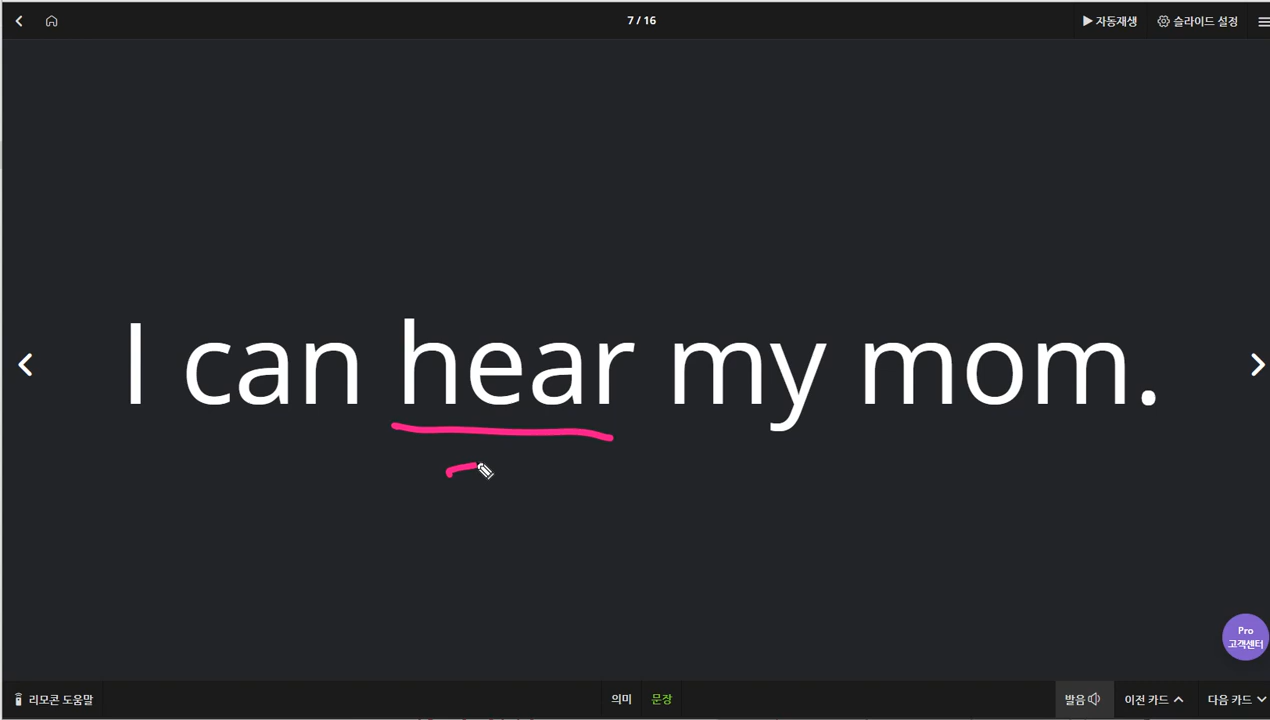 7 / 16
자동재생
슬라이드 설정
I can hear my mom.
Pro
고객센터
리모콘 도움말
의미
문장
발음
이전 카드
다음 카드